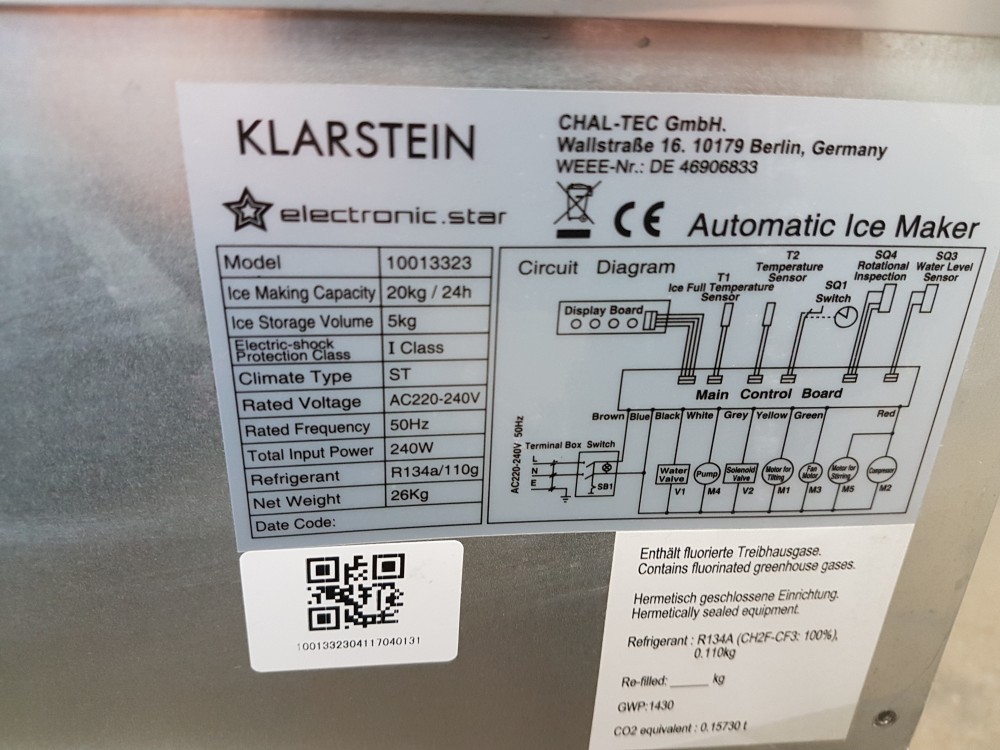 KLARSTEIN
electronic.star
CHAL-TEC GmbH.
Wallstraße 16. 10179 Berlin, Germany
WEEE-Nr.: DE 46906833
CE Automatic Ice Maker
Model 10013323
Ice Making Capacity 20kg / 24h
Ice Storage Volume 5kg
Electric-shock Protection Class I Class
Climate Type ST
Rated Voltage AC220-240V
Rated Frequency 50Hz
Total Input Power 240W
Refrigerant R134a/110g
Net Weight 26Kg
Date Code:
Circuit Diagram
T1
Ice Full Temperature
Sensor
T2
Temperature
Sensor
SQ1
Switch
SQ4
Rotational
Inspection
SQ3
Water Level
Sensor
Display Board
Main Control Board
Brown Blue Black White Grey Yellow Green Red
AC220-240V 50Hz
Terminal Box Switch
L
N
E
SB1
Water Valve
V1
Pump
M4
Solenoid Valve
V2
Motor for Tilting
M1
Fan Motor
M3
Motor for Stirring
M5
Compressor
M2
1001332304117040131
Enthält fluorierte Treibhausgase.
Contains fluorinated greenhouse gases.
Hermetisch geschlossene Einrichtung.
Hermetically sealed equipment.
Refrigerant : R134A (CH2F-CF3: 100%),
0.110kg
Re-filled: _____ kg
GWP: 1430
CO2 equivalent : 0.15730 t